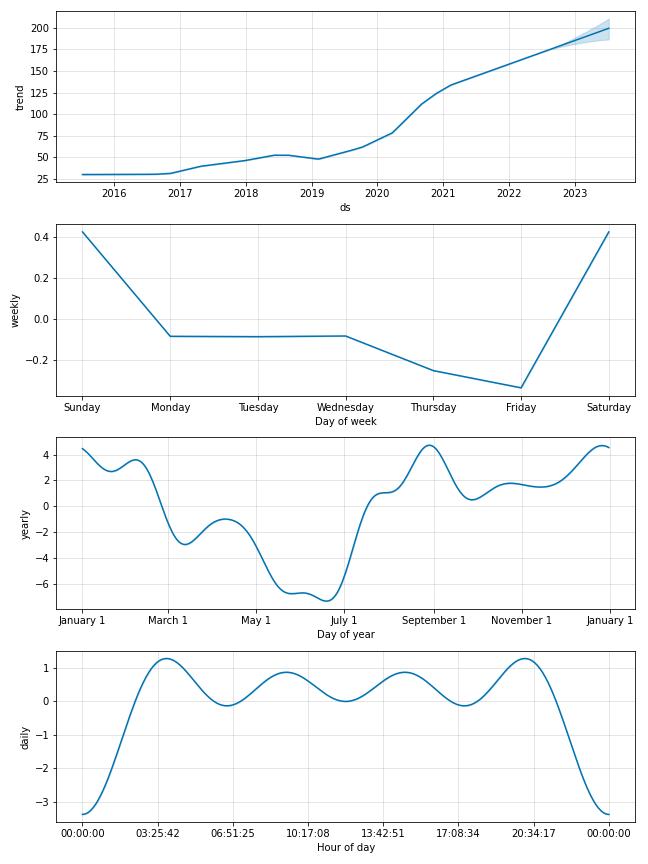 200
175
150
125
100
75
50
25
trend
2016 2017 2018 2019 2020 2021 2022 2023
ds
0.4
0.2
0.0
−0.2
weekly
Sunday Monday Tuesday Wednesday Thursday Friday Saturday
Day of week
4
2
0
−2
−4
−6
yearly
January 1 March 1 May 1 July 1 September 1 November 1 January 1
Day of year
1
0
−1
−2
−3
daily
00:00:00 03:25:42 06:51:25 10:17:08 13:42:51 17:08:34 20:34:17 00:00:00
Hour of day